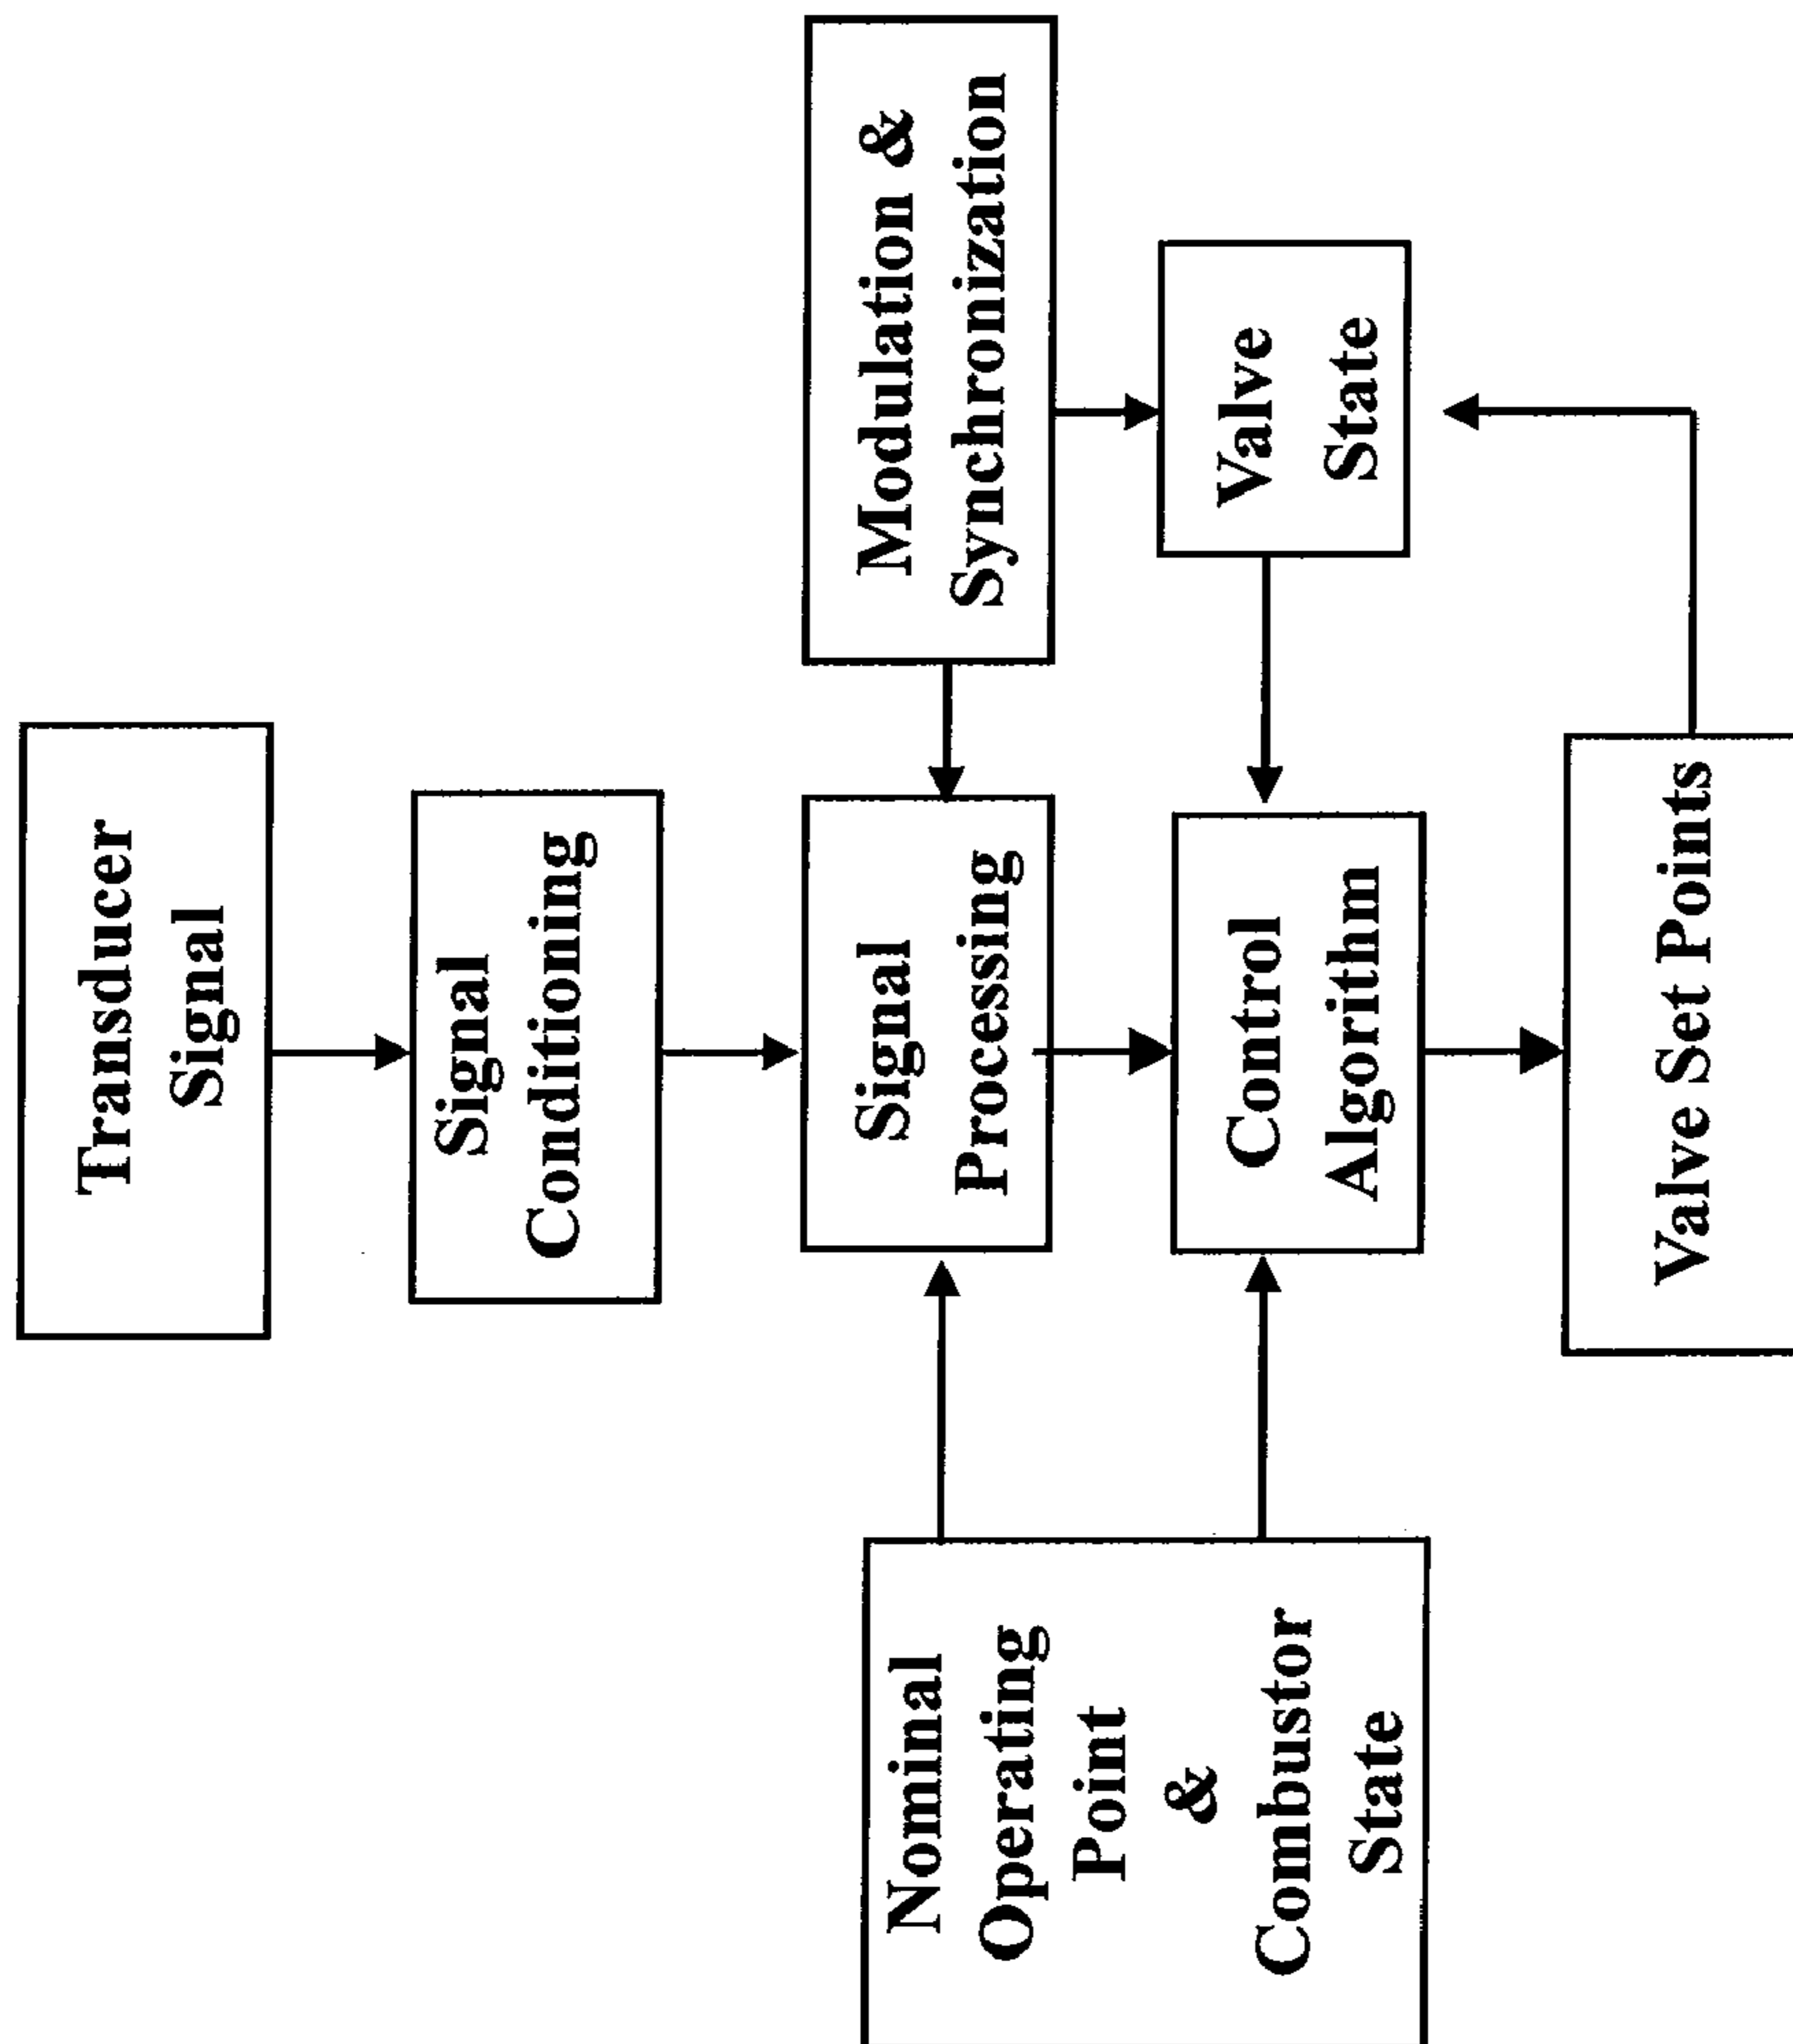 Transducer
Signal
Signal
Conditioning
Modulation &
Synchronization
Signal
Processing
Valve
State
Control
Algorithm
Nominal
Operating
Point
&
Combustor
State
Valve Set Points